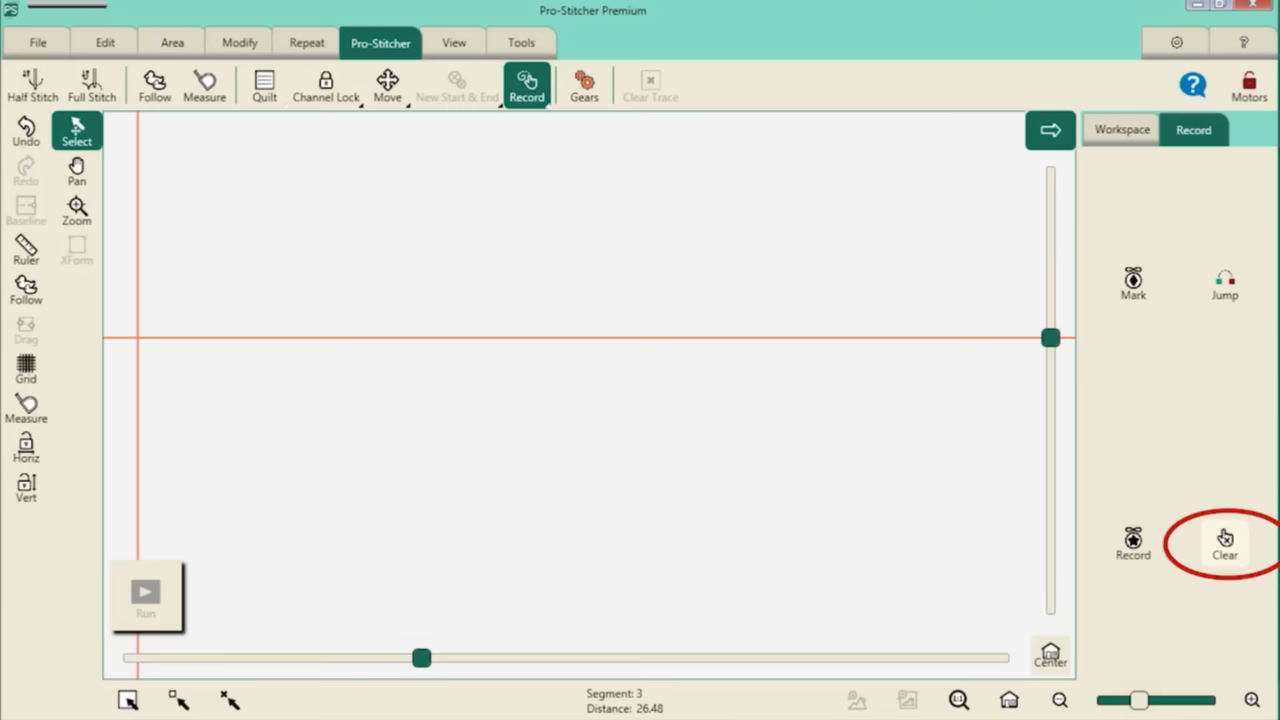 PS
Pro-Stitcher Premium
File Edit Area Modify Repeat Pro-Stitcher View Tools ?
Half Stitch Full Stitch Follow Measure Quilt Channel Lock Move New Start & End Record Gears Clear Trace ? Motors
Undo Select
Redo Pan
Baseline Zoom
Ruler XForm
Follow
Drag
Grid
Measure
Horiz
Vert
Workspace Record
Mark Jump
Record Clear
Run
Center
Segment: 3
Distance: 26.48
1:1